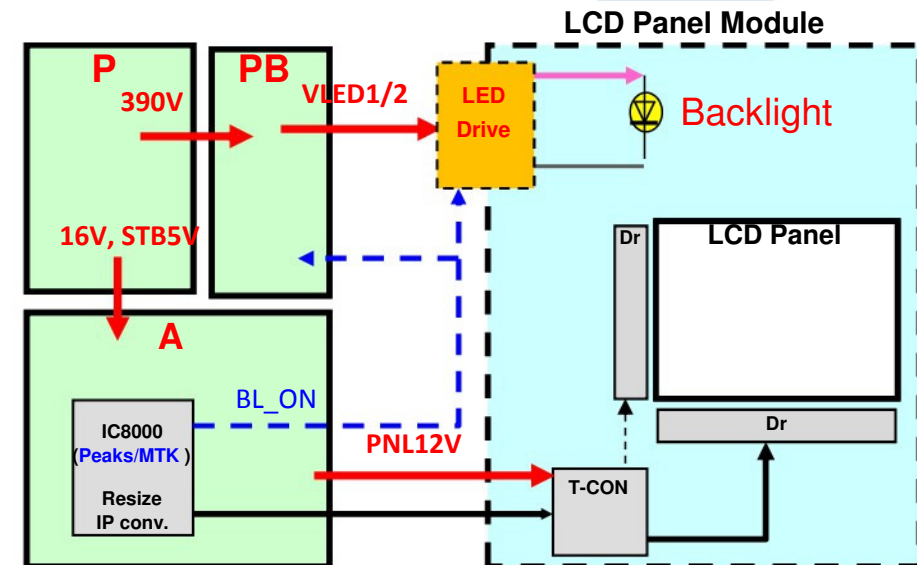 LCD Panel Module
P
PB
390V
VLED1/2
LED
Drive
Backlight
16V, STB5V
Dr
LCD Panel
A
BL_ON
Dr
IC8000
(Peaks/MTK )
PNL12V
Resize
IP conv.
T-CON